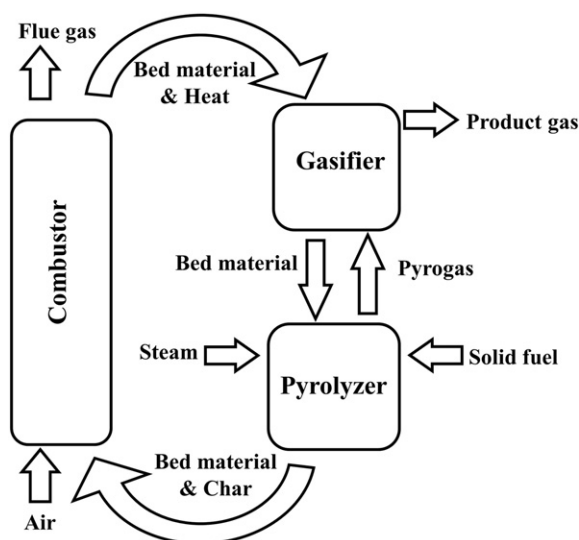 Flue gas
Bed material
& Heat
Product gas
Gasifier
Combustor
Bed material
Pyrogas
Steam
Solid fuel
Pyrolyzer
Bed material
& Char
Air